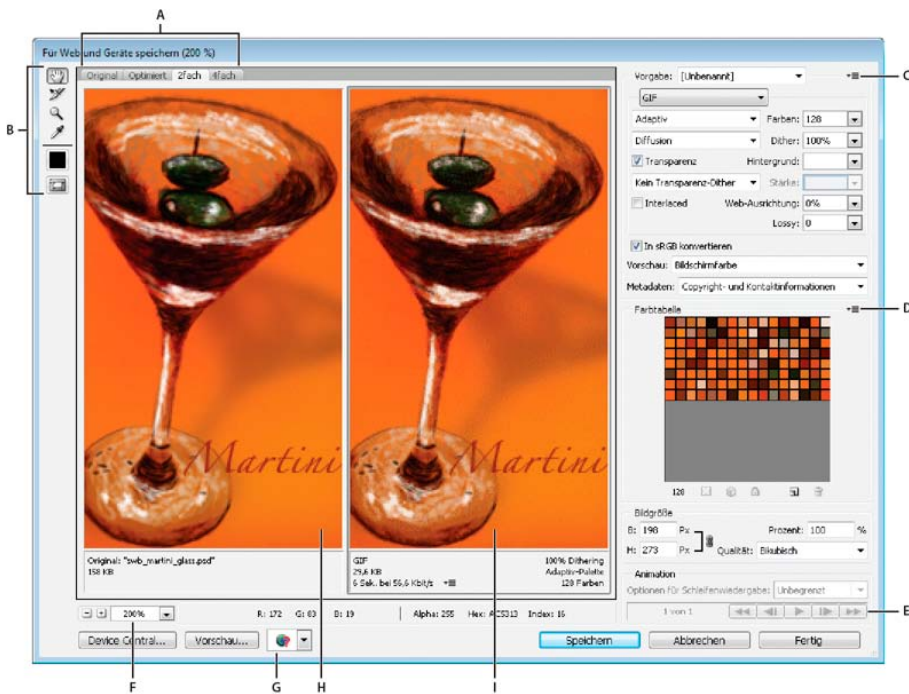 A
Für Web und Geräte speichern (200 %)
B
Original Optimiert 2fach 4fach
Vorgabe: [Unbenannt]
C
GIF
Adaptiv Farben: 128
Diffusion Dither: 100%
Transparenz Hintergrund:
Kein Transparenz-Dither Stärke:
Interlaced Web-Ausrichtung: 0%
Lossy: 0
In sRGB konvertieren
Vorschau: Bildschirmfarbe
Metadaten: Copyright- und Kontaktinformationen
Farbtabelle
D
Martini
Martini
128
Bildgröße
B: 198 Px Prozent: 100 %
H: 273 Px Qualität: Bikubisch
Original: "swb_martini_glass.psd"
158 KB
GIF 100% Dithering
29,6 KB Adaptiv-Palette
6 Sek. bei 56,6 Kbit/s 128 Farben
Animation
Optionen für Schleifenwiedergabe: Unbegrenzt
1 von 1
E
200% R: 172 G: 83 B: 19 Alpha: 255 Hex: AC5313 Index: 16
Device Central... Vorschau... Speichern Abbrechen Fertig
F G H I